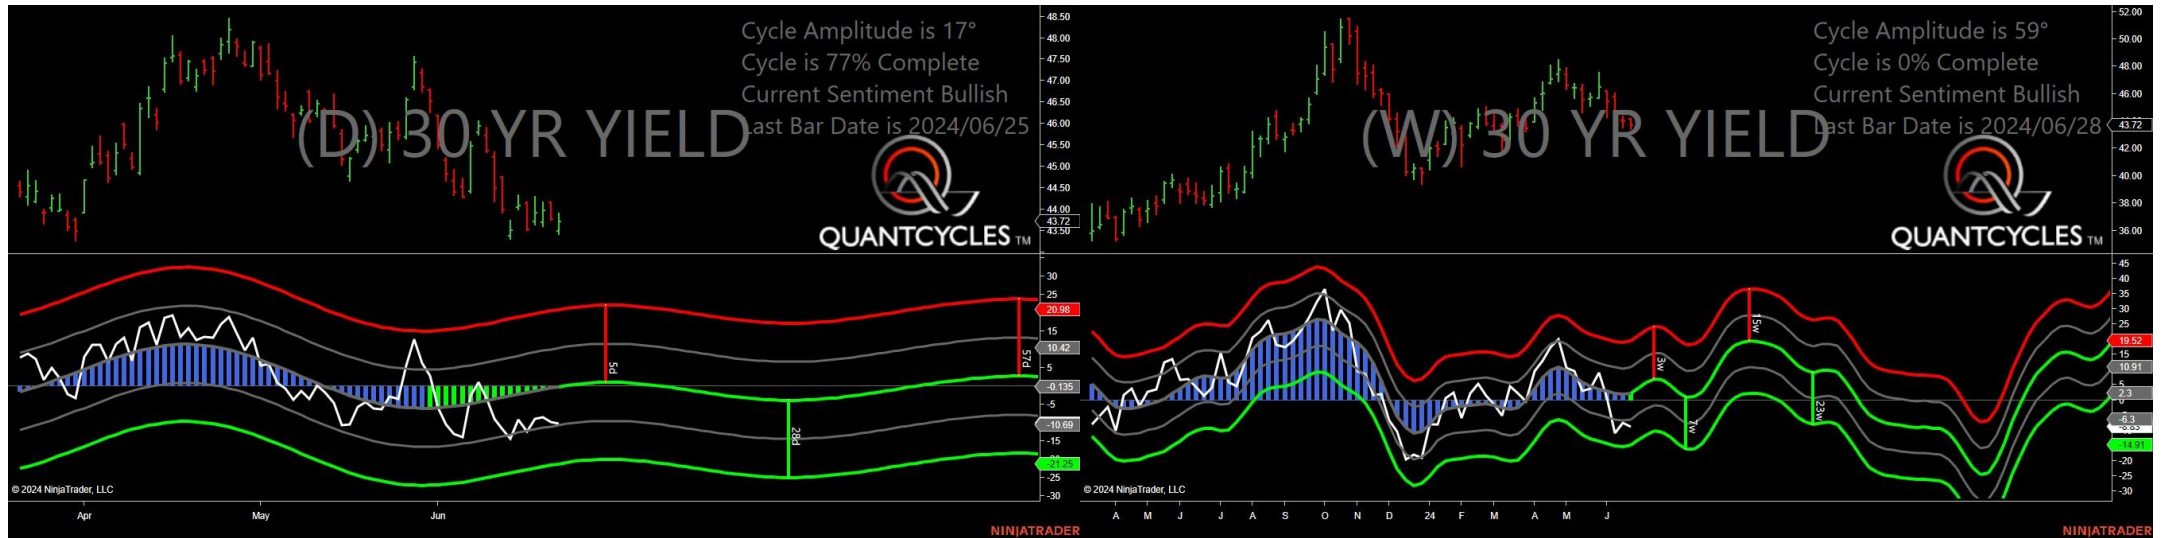 Cycle Amplitude is 17°
Cycle is 77% Complete
Current Sentiment Bullish
Last Bar Date is 2024/06/25
(D) 30 YR YIELD
QUANTCYCLES TM
48.50
48.00
47.50
47.00
46.50
46.00
45.50
45.00
44.50
44.00
43.72
43.50
30
25
20.98
15
10.42
5
-0.135
-5
-10.69
-15
-21.25
-25
-30
5d
28d
57d
© 2024 NinjaTrader, LLC
Apr
May
Jun
NINJATRADER
Cycle Amplitude is 59°
Cycle is 0% Complete
Current Sentiment Bullish
Last Bar Date is 2024/06/28
(W) 30 YR YIELD
QUANTCYCLES TM
52.00
50.00
48.00
46.00
43.72
42.00
40.00
38.00
36.00
45
40
35
30
25
19.52
15
10.91
5
2.3
-6.3
-14.91
-20
-25
-30
3w
7w
15w
23w
© 2024 NinjaTrader, LLC
A M J J A S O N D 24 F M A M J
NINJATRADER